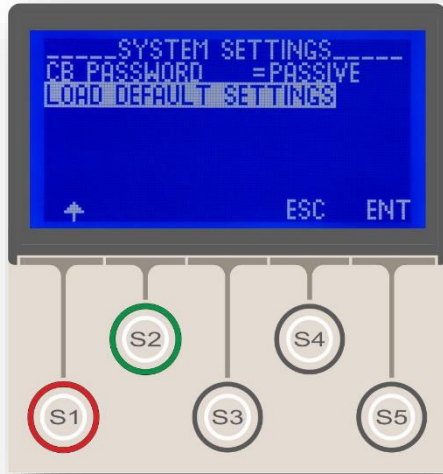 _____SYSTEM SETTINGS_____
CB PASSWORD =PASSIVE
LOAD DEFAULT SETTINGS
ESC ENT
S2 S4
S1 S3 S5